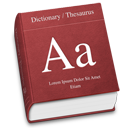 Dictionary / Thesaurus
Aa
Lorem Ipsum Dolor Sit Amet
Etiam